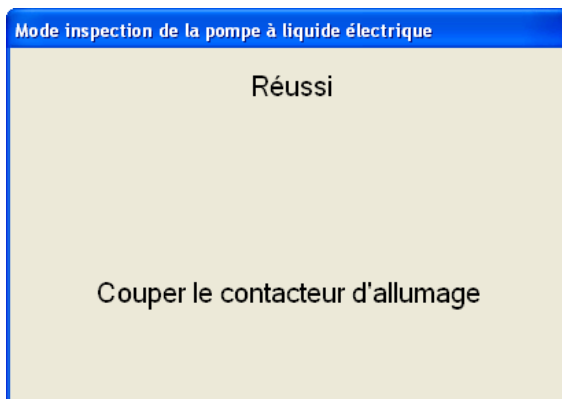 Mode inspection de la pompe à liquide électrique
Réussi
Couper le contacteur d'allumage